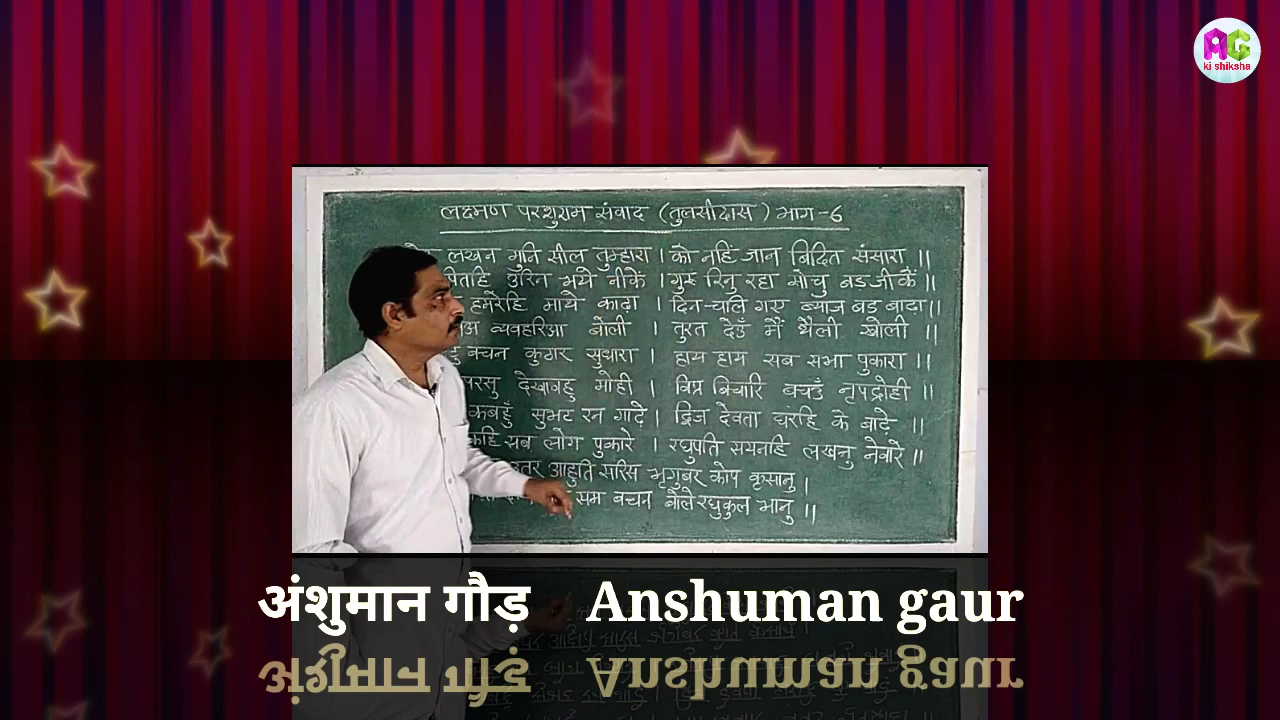 AG
ki shiksha
लक्ष्मण परशुराम संवाद (तुलसीदास) भाग-6
लखन मुनि सील तुम्हारा । को नहिं जान बिदित संसारा ॥
उरिन भये नीकें । गुरु रिनु रहा सोचु बड़ जी कें ॥
हमरेहि माथे काढ़ा । दिन चलि गए ब्याज बड़ बाढ़ा ॥
व्यवहरिआ बोली । तुरत देउँ मैं थैली खोली ॥
बचन कुठार सुधारा । हाय हाय सब सभा पुकारा ॥
देखावहु मोही । बिप्र बिचारि बचउँ नृपद्रोही ॥
कबहुँ सुभट रन गाढ़े । द्विज देवता घरहि के बाढ़े ॥
कहि सब लोग पुकारे । रघुपति सयनहि लखनु नेवारे ॥
आहुति सरिस भृगुबर कोप कृसानु ।
सम बचन बोले रघुकुल भानु ॥
अंशुमान गौड़ Anshuman gaur